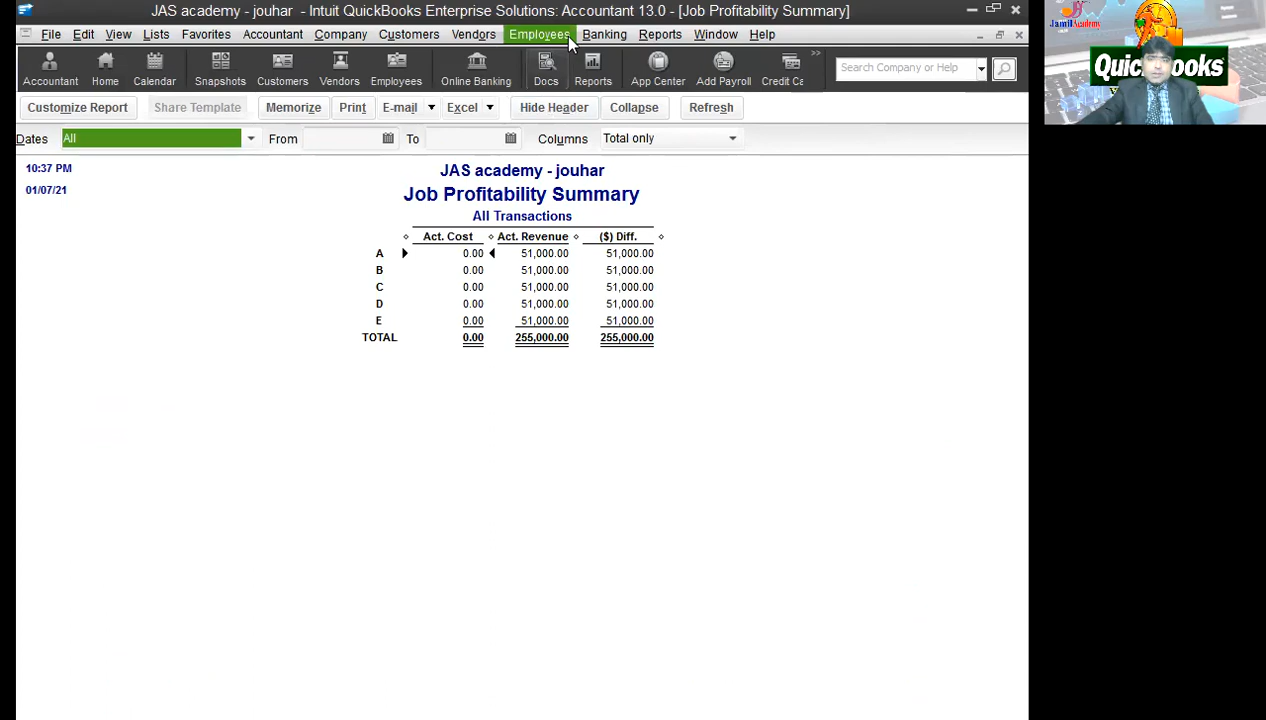 JAS academy - jouhar - Intuit QuickBooks Enterprise Solutions: Accountant 13.0 - [Job Profitability Summary]
File Edit View Lists Favorites Accountant Company Customers Vendors Employees Banking Reports Window Help
Accountant Home Calendar Snapshots Customers Vendors Employees Online Banking Docs Reports App Center Add Payroll Credit Ca
Search Company or Help
Customize Report Share Template Memorize Print E-mail Excel Hide Header Collapse Refresh
Dates All From To Columns Total only
10:37 PM
01/07/21
JAS academy - jouhar
Job Profitability Summary
All Transactions
Act. Cost Act. Revenue ($) Diff.
A 0.00 51,000.00 51,000.00
B 0.00 51,000.00 51,000.00
C 0.00 51,000.00 51,000.00
D 0.00 51,000.00 51,000.00
E 0.00 51,000.00 51,000.00
TOTAL 0.00 255,000.00 255,000.00
Jamil Academy